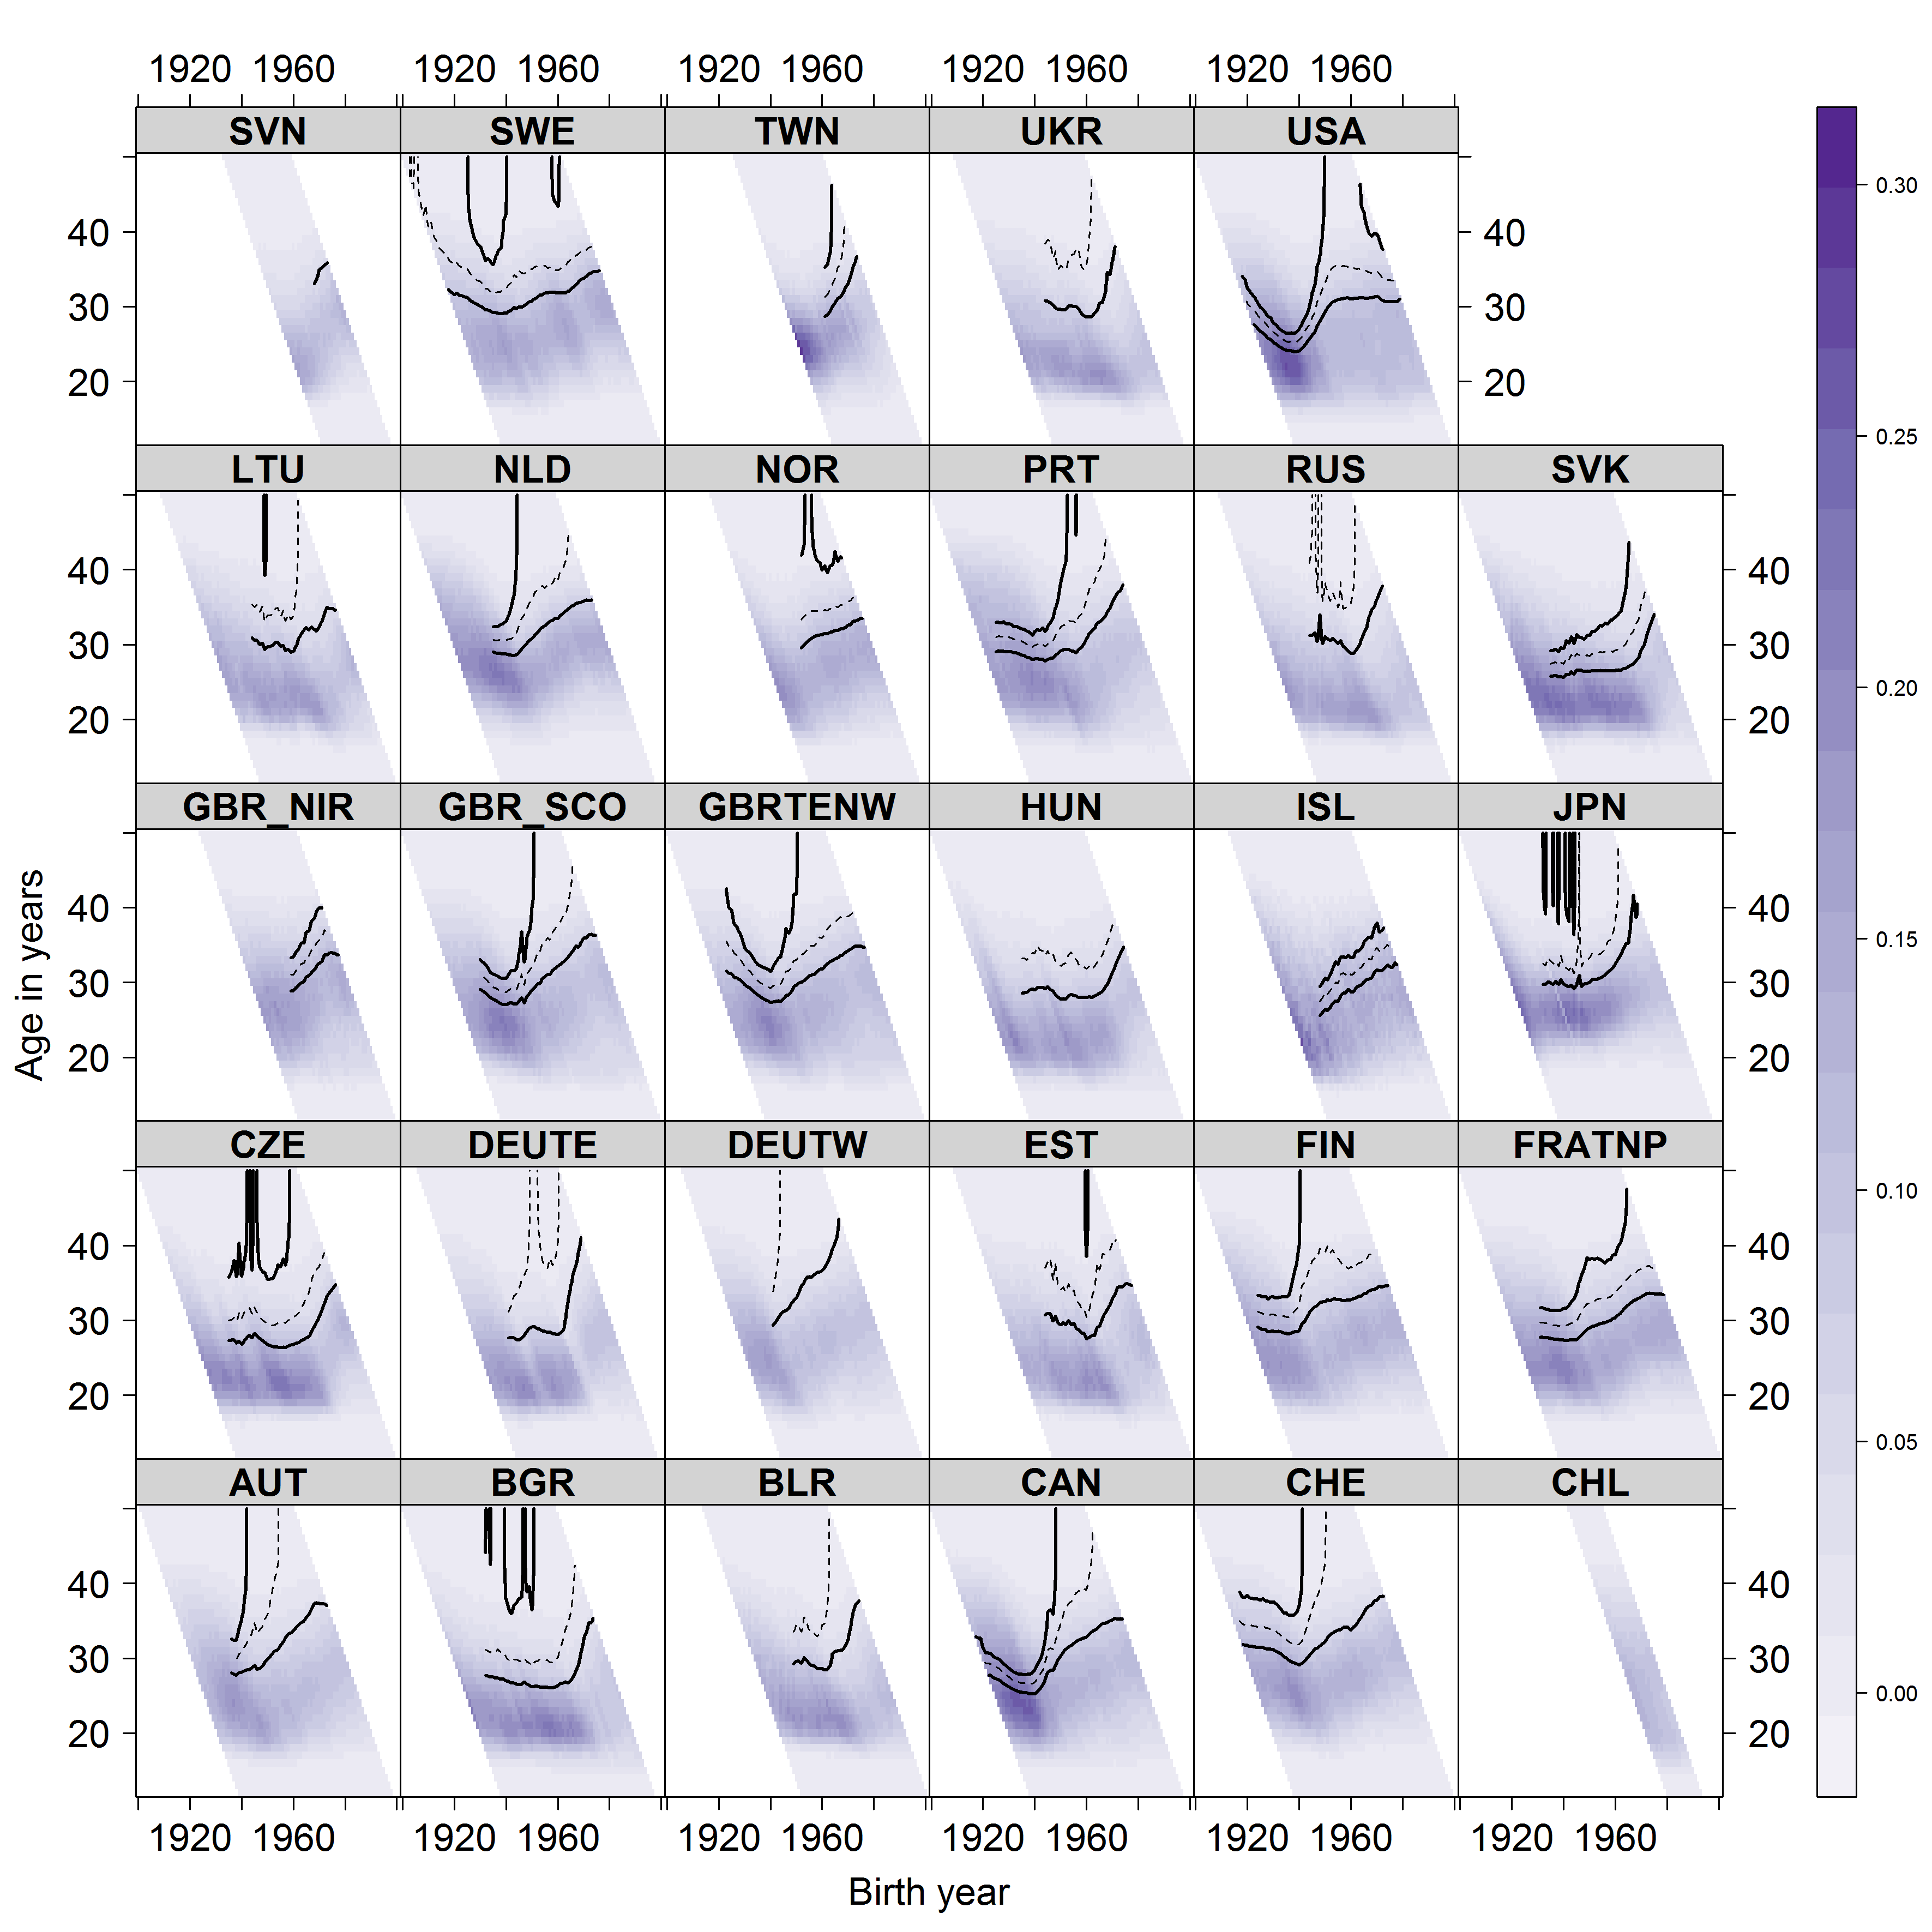 1920 1960 1920 1960 1920 1960 1920 1960 1920 1960
SVN SWE TWN UKR USA
40 40
30 30
20 20
LTU NLD NOR PRT RUS SVK
40 40
30 30
20 20
GBR_NIR GBR_SCO GBRTENW HUN ISL JPN
40 40
30 30
20 20
CZE DEUTE DEUTW EST FIN FRATNP
40 40
30 30
20 20
AUT BGR BLR CAN CHE CHL
40 40
30 30
20 20
1920 1960 1920 1960 1920 1960 1920 1960 1920 1960 1920 1960
Birth year
Age in years
0.30
0.25
0.20
0.15
0.10
0.05
0.00